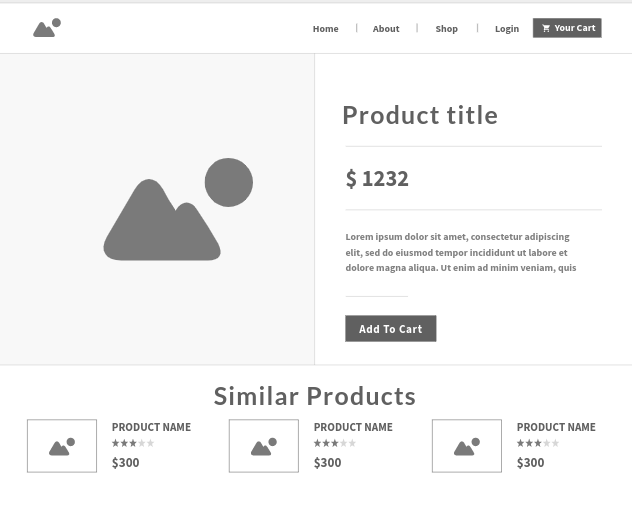 Home
About
Shop
Login
Your Cart
Product title
$ 1232
Lorem ipsum dolor sit amet, consectetur adipiscing
elit, sed do eiusmod tempor incididunt ut labore et
dolore magna aliqua. Ut enim ad minim veniam, quis
Add To Cart
Similar Products
PRODUCT NAME
$300
PRODUCT NAME
$300
PRODUCT NAME
$300